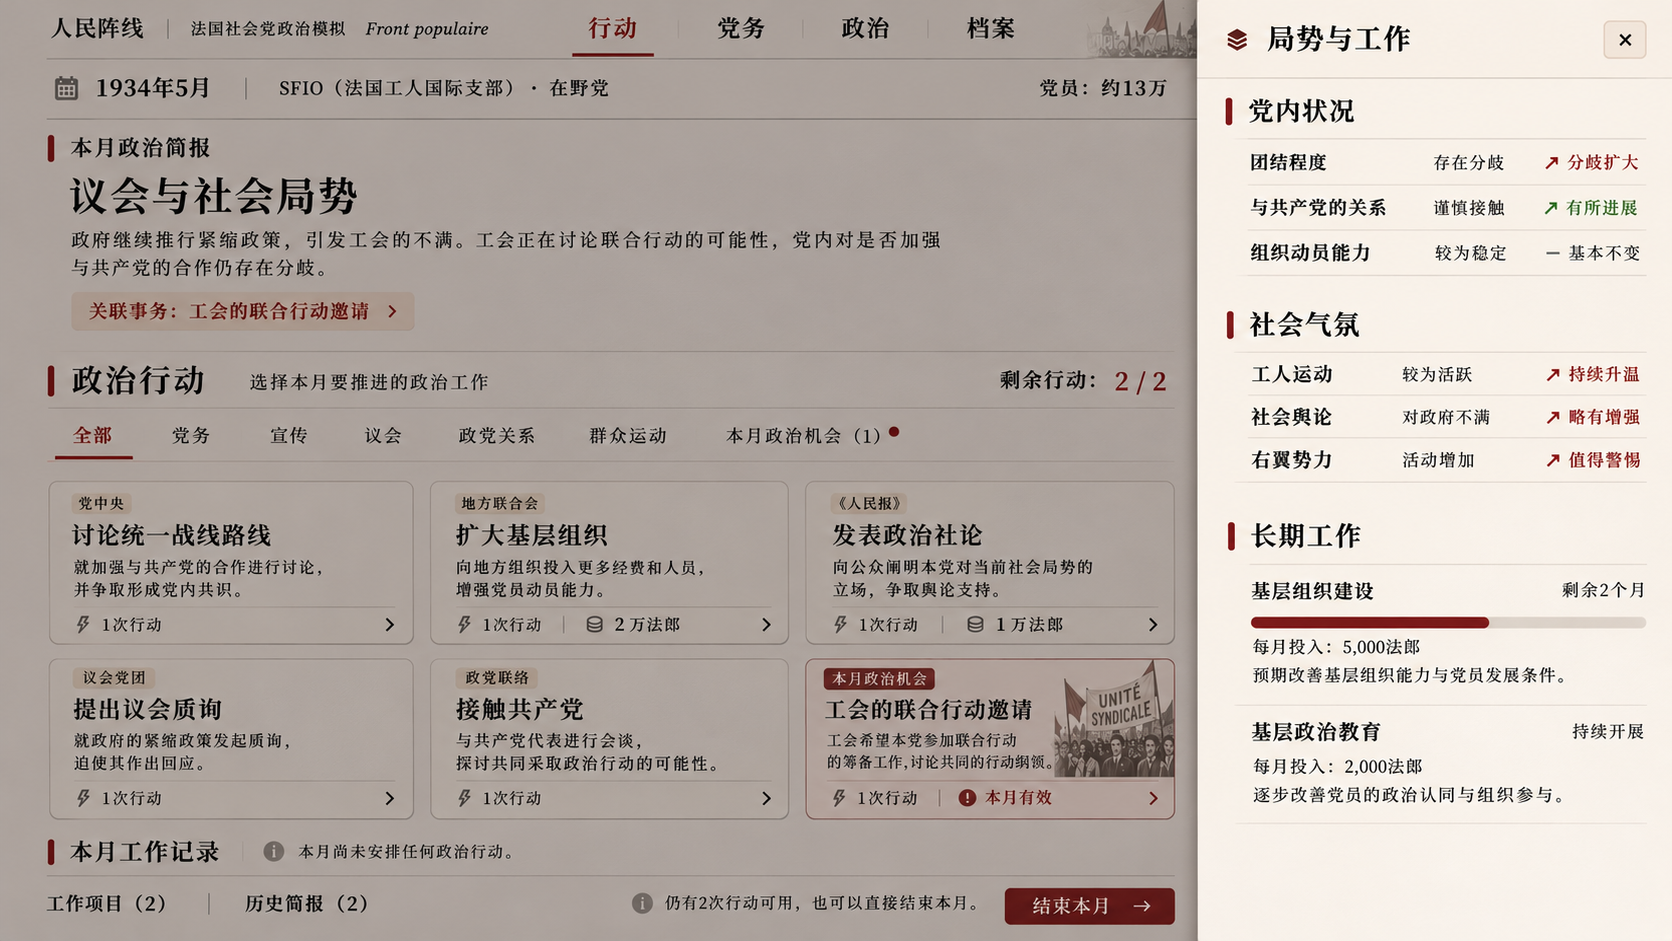 人民阵线
法国社会党政治模拟
Front populaire
行动
党务
政治
档案
1934年5月
SFIO（法国工人国际支部）・在野党
党员：约13万
本月政治简报
议会与社会局势
政府继续推行紧缩政策，引发工会的不满。工会正在讨论联合行动的可能性，党内对是否加强
与共产党的合作仍存在分歧。
关联事务：工会的联合行动邀请
政治行动
选择本月要推进的政治工作
剩余行动： 2 / 2
全部
党务
宣传
议会
政党关系
群众运动
本月政治机会（1）
党中央
讨论统一战线路线
就加强与共产党的合作进行讨论，
并争取形成党内共识。
1次行动
地方联合会
扩大基层组织
向地方组织投入更多经费和人员，
增强党员动员能力。
1次行动
2 万法郎
《人民报》
发表政治社论
向公众阐明本党对当前社会局势的
立场，争取舆论支持。
1次行动
1 万法郎
议会党团
提出议会质询
就政府的紧缩政策发起质询，
迫使其作出回应。
1次行动
政党联络
接触共产党
与共产党代表进行会谈，
探讨共同采取政治行动的可能性。
1次行动
本月政治机会
工会的联合行动邀请
工会希望本党参加联合行动
的筹备工作,讨论共同的行动纲领。
UNITÉ
SYNDICALE
1次行动
本月有效
本月工作记录
本月尚未安排任何政治行动。
工作项目（2）
历史简报（2）
仍有2次行动可用，也可以直接结束本月。
结束本月 →
局势与工作
×
党内状况
团结程度 存在分歧 ↗ 分歧扩大
与共产党的关系 谨慎接触 ↗ 有所进展
组织动员能力 较为稳定 — 基本不变
社会气氛
工人运动 较为活跃 ↗ 持续升温
社会舆论 对政府不满 ↗ 略有增强
右翼势力 活动增加 ↗ 值得警惕
长期工作
基层组织建设 剩余2个月
每月投入：5,000法郎
预期改善基层组织能力与党员发展条件。
基层政治教育 持续开展
每月投入：2,000法郎
逐步改善党员的政治认同与组织参与。